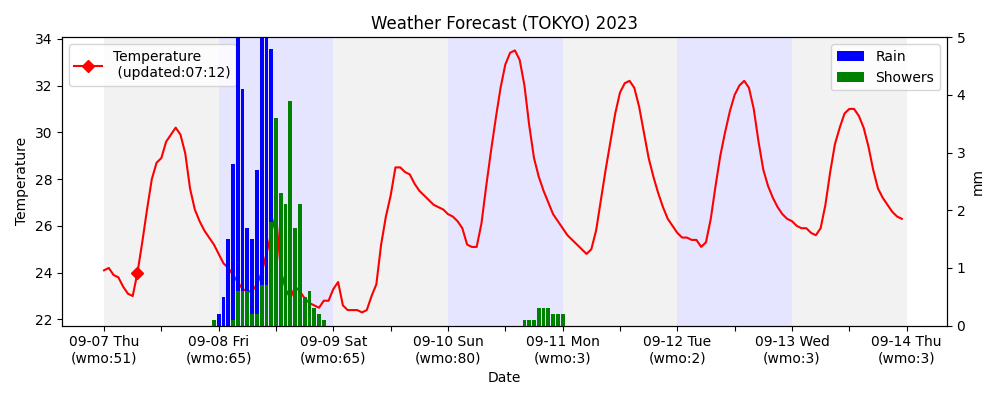 Weather Forecast (TOKYO) 2023
Temperature
(updated:07:12)
Rain
Showers
34
32
30
28
26
24
22
Temperature
5
4
3
2
1
0
mm
09-07 Thu
(wmo:51)
09-08 Fri
(wmo:65)
09-09 Sat
(wmo:65)
09-10 Sun
(wmo:80)
09-11 Mon
(wmo:3)
09-12 Tue
(wmo:2)
09-13 Wed
(wmo:3)
09-14 Thu
(wmo:3)
Date